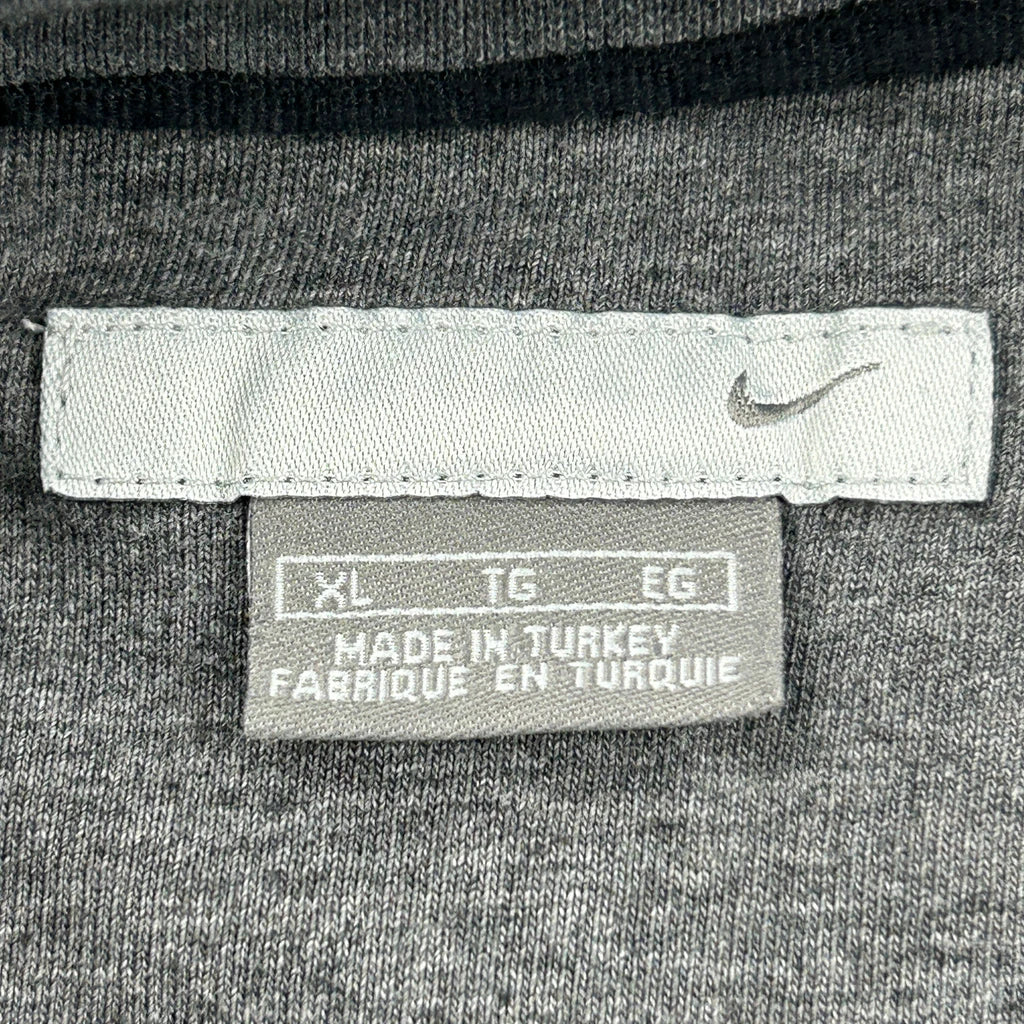 XL TG EG
MADE IN TURKEY
FABRIQUE EN TURQUIE